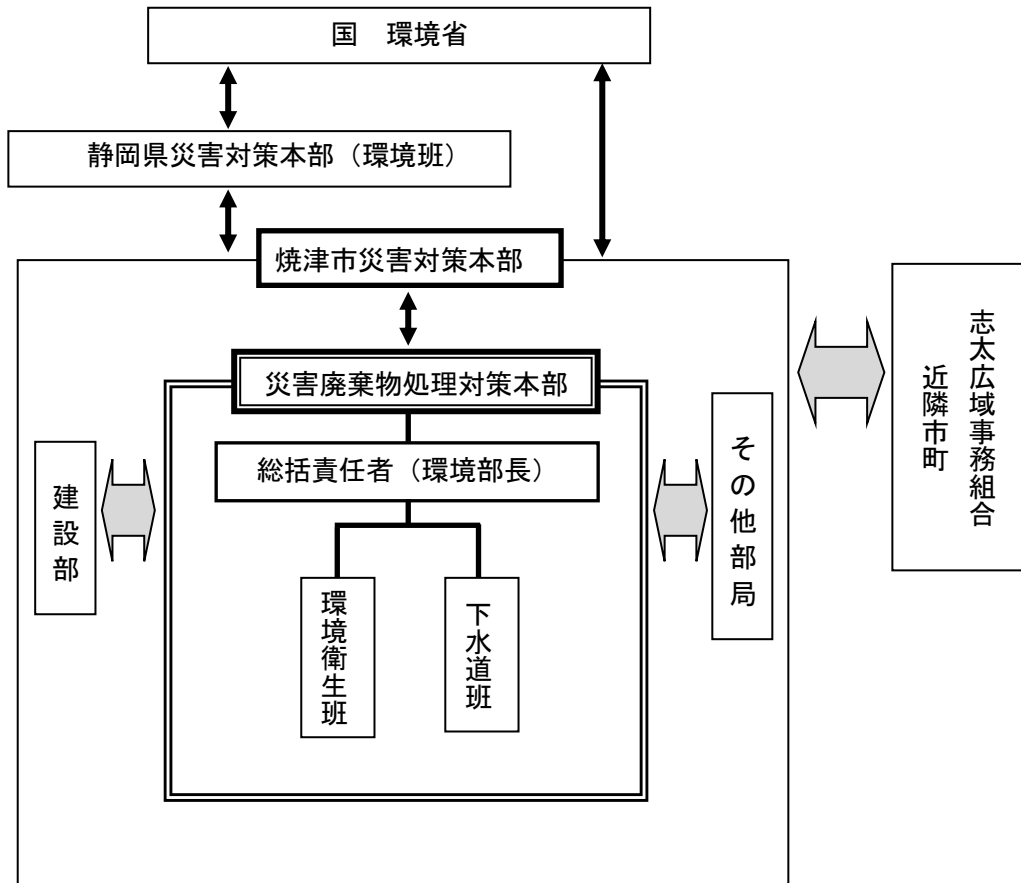 国　環境省
静岡県災害対策本部（環境班）
焼津市災害対策本部
災害廃棄物処理対策本部
総括責任者（環境部長）
建設部
環境衛生班
下水道班
その他部局
志太広域事務組合
近隣市町